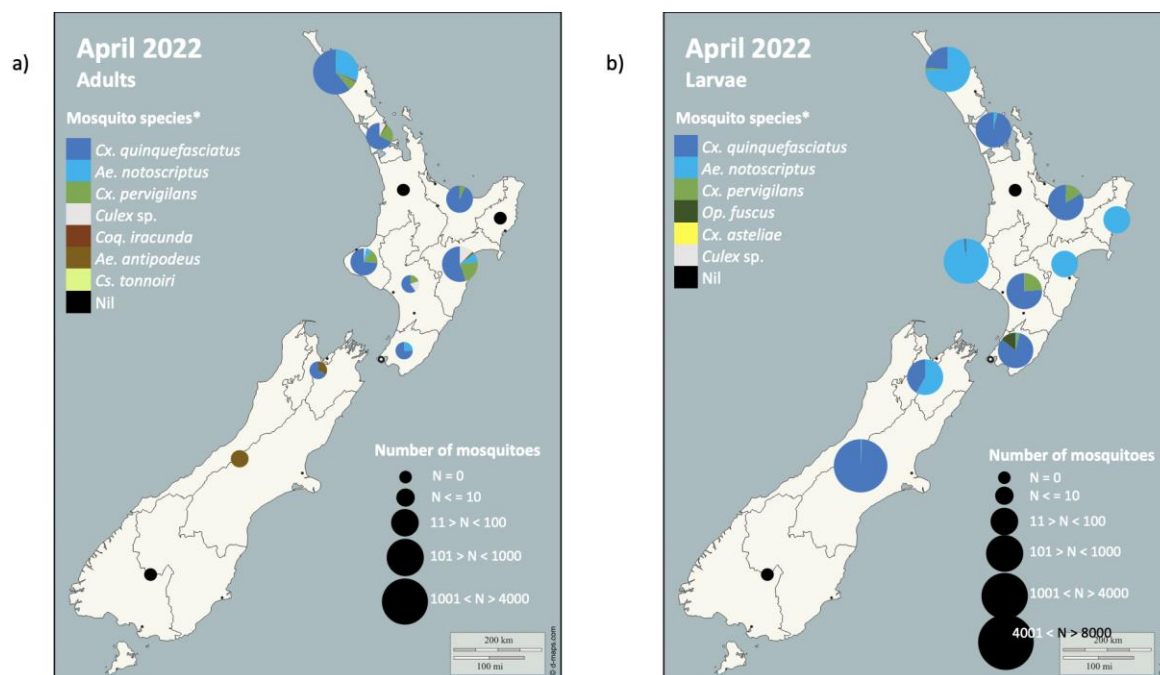 a)
April 2022
Adults
Mosquito species*
Cx. quinquefasciatus
Ae. notoscriptus
Cx. pervigilans
Culex sp.
Coq. iracunda
Ae. antipodeus
Cs. tonnoiri
Nil
Number of mosquitoes
N = 0
N < = 10
11 > N < 100
101 > N < 1000
1001 < N > 4000
200 km
100 mi
© d-maps.com
b)
April 2022
Larvae
Mosquito species*
Cx. quinquefasciatus
Ae. notoscriptus
Cx. pervigilans
Op. fuscus
Cx. asteliae
Culex sp.
Nil
Number of mosquitoes
N = 0
N < = 10
11 > N < 100
101 > N < 1000
1001 < N > 4000
4001 < N > 8000
200 km
100 mi